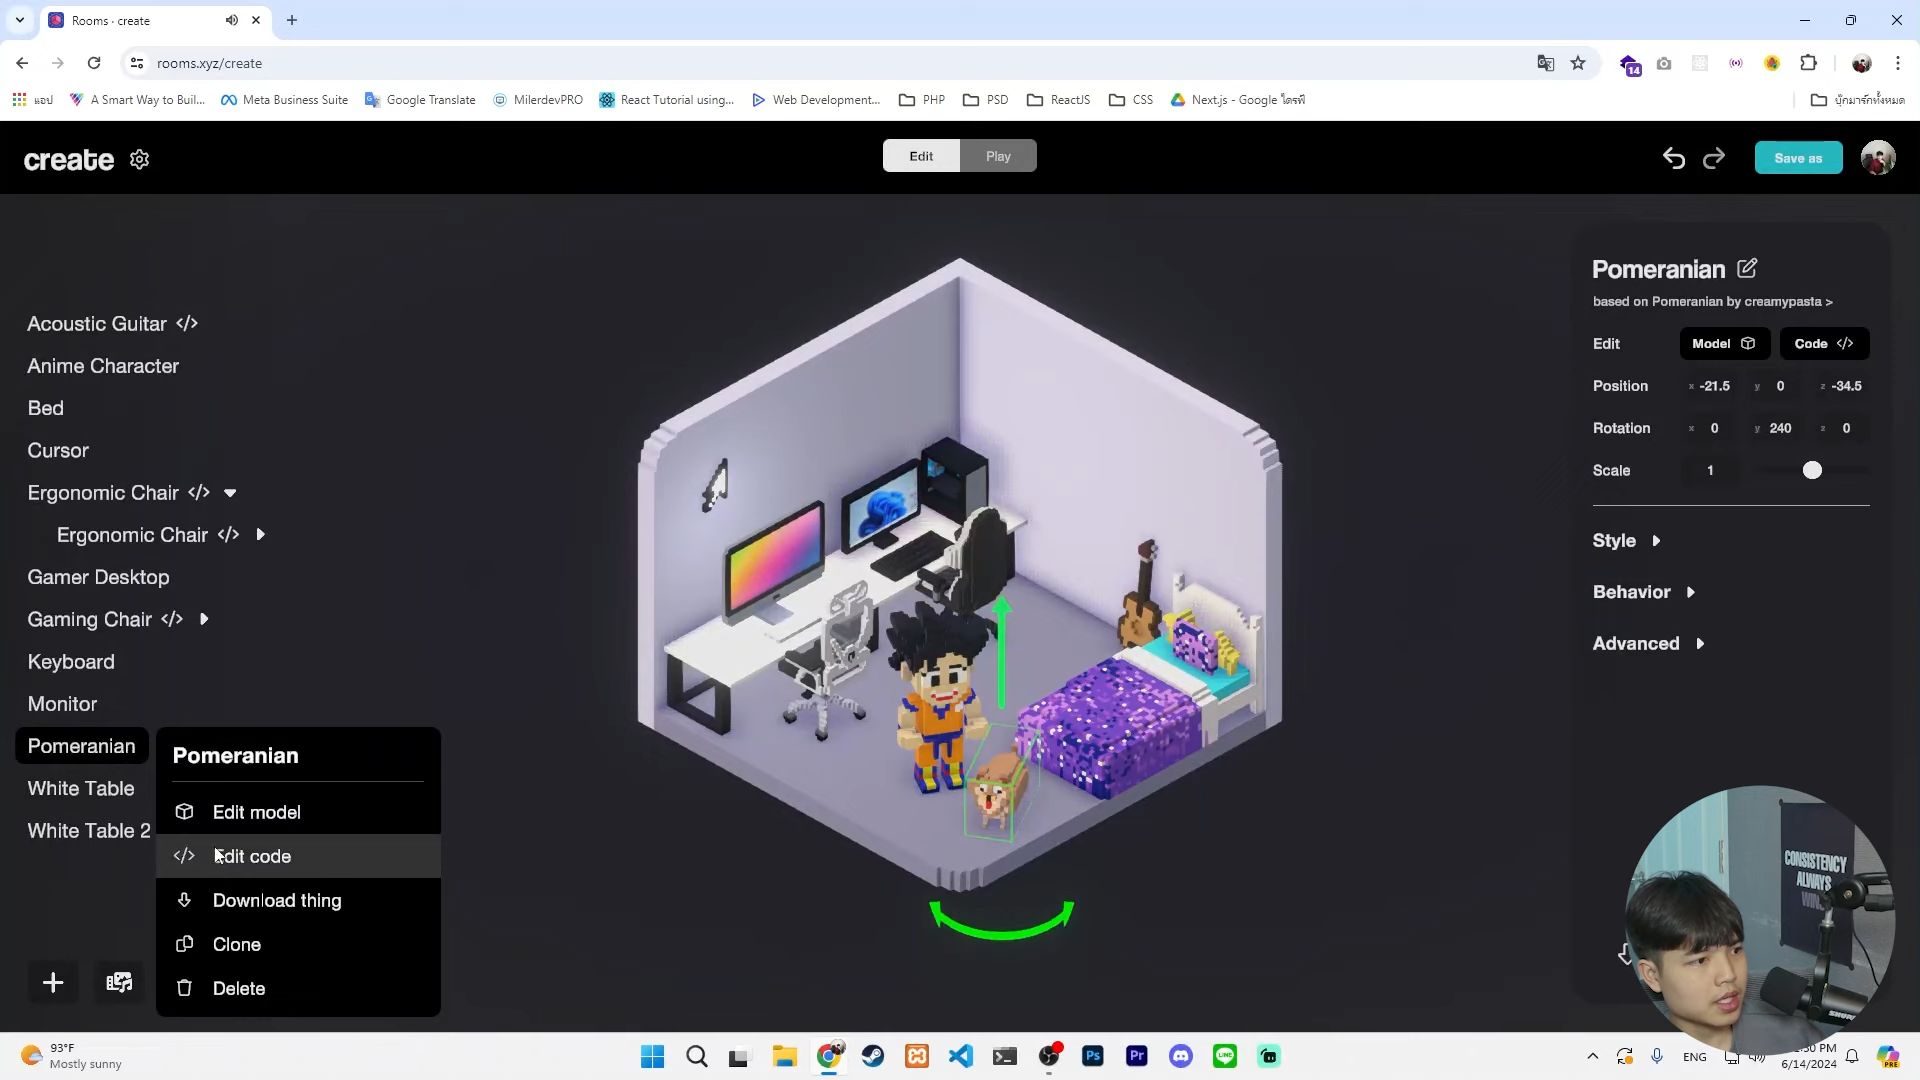 Rooms - create
rooms.xyz/create
14
แอป
A Smart Way to Buil...
Meta Business Suite
Google Translate
MilerdevPRO
React Tutorial using...
Web Development...
PHP
PSD
ReactJS
CSS
Next.js - Google ไดรฟ์
บุ๊กมาร์กทั้งหมด
create
Edit
Play
Save as
Acoustic Guitar </>
Anime Character
Bed
Cursor
Ergonomic Chair </>
Ergonomic Chair </>
Gamer Desktop
Gaming Chair </>
Keyboard
Monitor
Pomeranian
White Table
White Table 2
Pomeranian
Edit model
</> Edit code
Download thing
Clone
Delete
Pomeranian
based on Pomeranian by creamypasta >
Edit Model Code </>
Position x -21.5 y 0 z -34.5
Rotation x 0 y 240 z 0
Scale 1
Style
Behavior
Advanced
CONSISTENCY
ALWAYS
WINS
93°F
Mostly sunny
Ps
Pr
LINE
ENG
6/14/2024
PRE